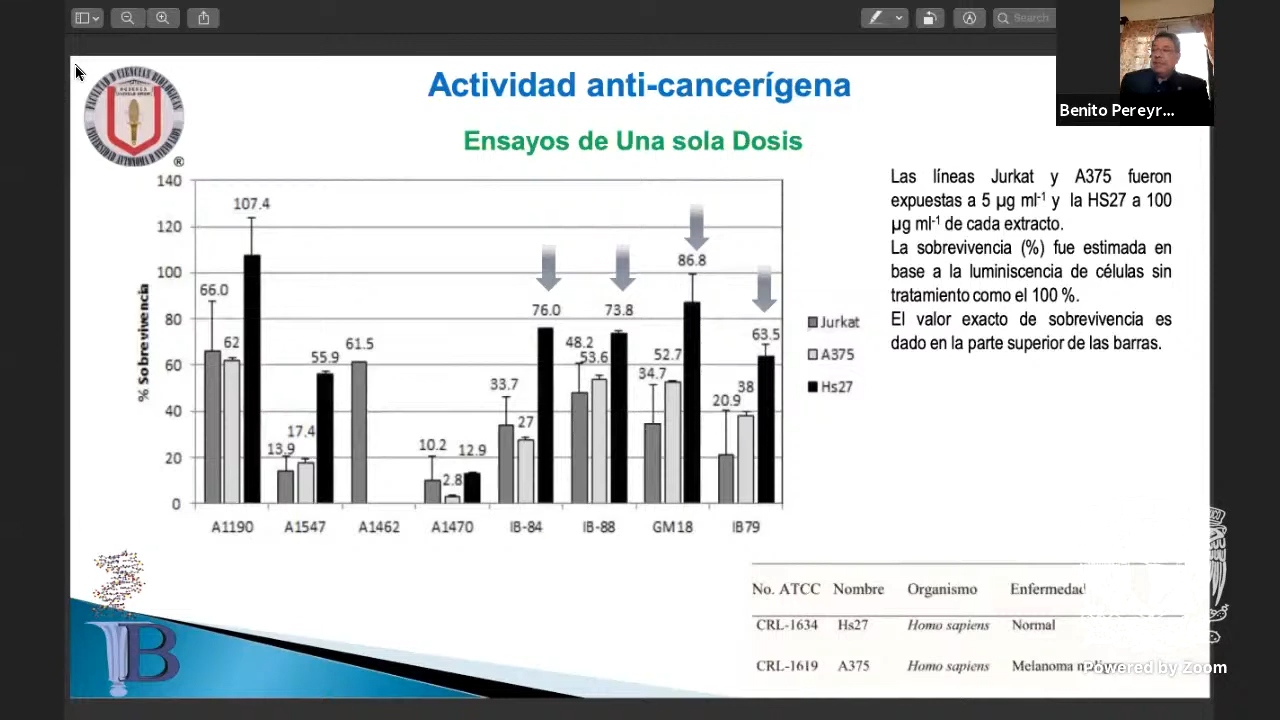 Search
Benito Pereyr...
Actividad anti-cancerígena
Ensayos de Una sola Dosis
Las líneas Jurkat y A375 fueron
expuestas a 5 µg ml-1 y la HS27 a 100
µg ml-1 de cada extracto.
La sobrevivencia (%) fue estimada en
base a la luminiscencia de células sin
tratamiento como el 100 %.
El valor exacto de sobrevivencia es
dado en la parte superior de las barras.
% Sobrevivencia
140
120
100
80
60
40
20
0
66.0
62
107.4
13.9
17.4
55.9
61.5
10.2
2.8
12.9
33.7
27
76.0
48.2
53.6
73.8
34.7
52.7
86.8
20.9
38
63.5
A1190 A1547 A1462 A1470 IB-84 IB-88 GM18 IB79
Jurkat
A375
Hs27
No. ATCC Nombre Organismo Enfermedad
CRL-1634 Hs27 Homo sapiens Normal
CRL-1619 A375 Homo sapiens Melanoma
Powered by Zoom
B
®